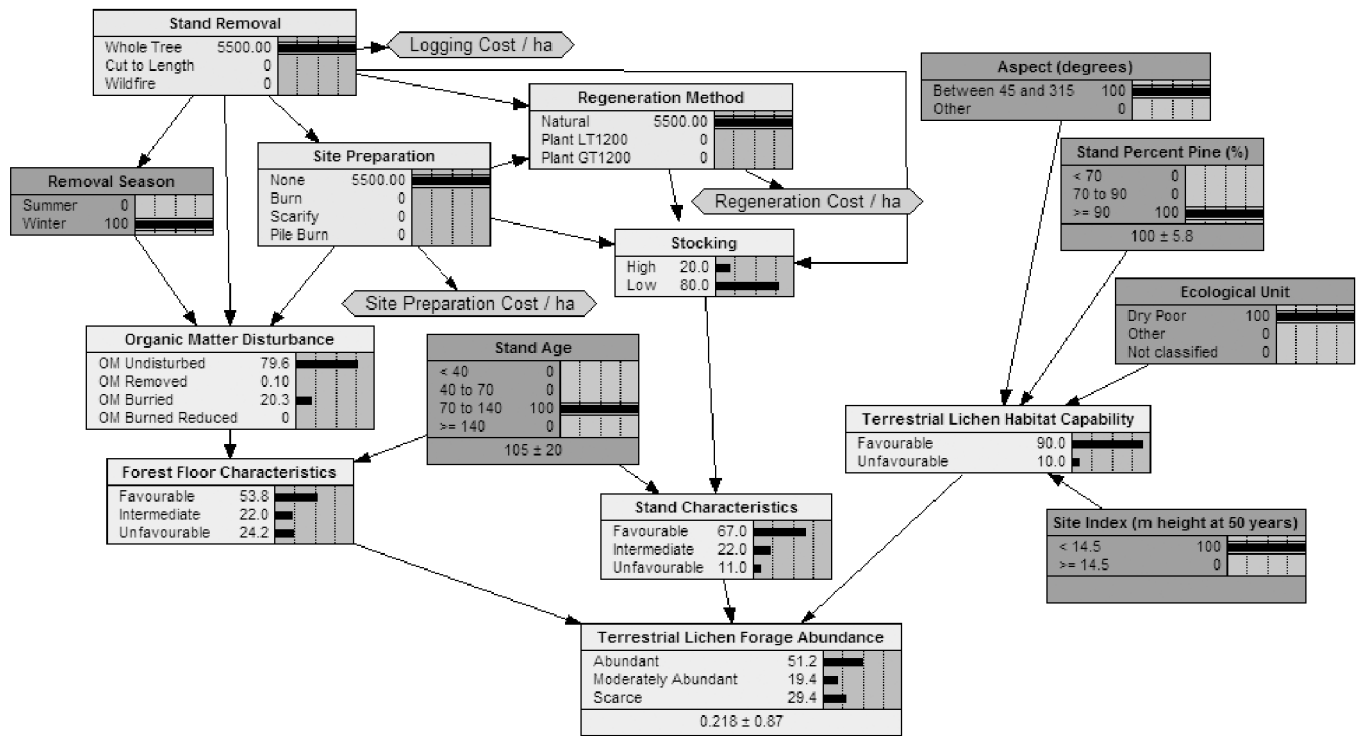 Stand Removal
Whole Tree 5500.00
Cut to Length 0
Wildfire 0
Logging Cost / ha
Aspect (degrees)
Between 45 and 315 100
Other 0
Regeneration Method
Natural 5500.00
Plant LT1200 0
Plant GT1200 0
Site Preparation
None 5500.00
Burn 0
Scarify 0
Pile Burn 0
Stand Percent Pine (%)
< 70 0
70 to 90 0
>= 90 100
100 ± 5.8
Removal Season
Summer 0
Winter 100
Regeneration Cost / ha
Stocking
High 20.0
Low 80.0
Site Preparation Cost / ha
Ecological Unit
Dry Poor 100
Other 0
Not classified 0
Organic Matter Disturbance
OM Undisturbed 79.6
OM Removed 0.10
OM Burried 20.3
OM Burned Reduced 0
Stand Age
< 40 0
40 to 70 0
70 to 140 100
>= 140 0
105 ± 20
Terrestrial Lichen Habitat Capability
Favourable 90.0
Unfavourable 10.0
Forest Floor Characteristics
Favourable 53.8
Intermediate 22.0
Unfavourable 24.2
Stand Characteristics
Favourable 67.0
Intermediate 22.0
Unfavourable 11.0
Site Index (m height at 50 years)
< 14.5 100
>= 14.5 0
Terrestrial Lichen Forage Abundance
Abundant 51.2
Moderately Abundant 19.4
Scarce 29.4
0.218 ± 0.87